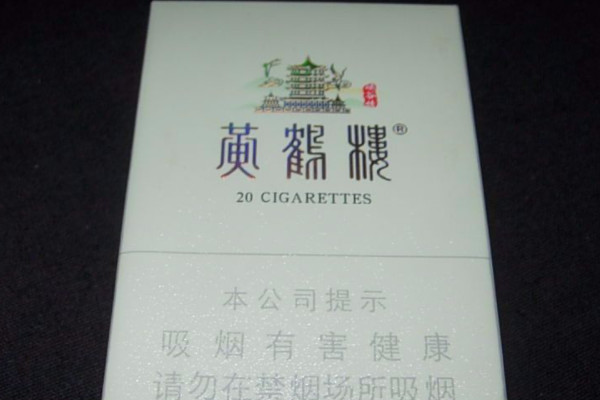 黄鹤楼®
20 CIGARETTES
本公司提示
吸烟有害健康
请勿在禁烟场所吸烟